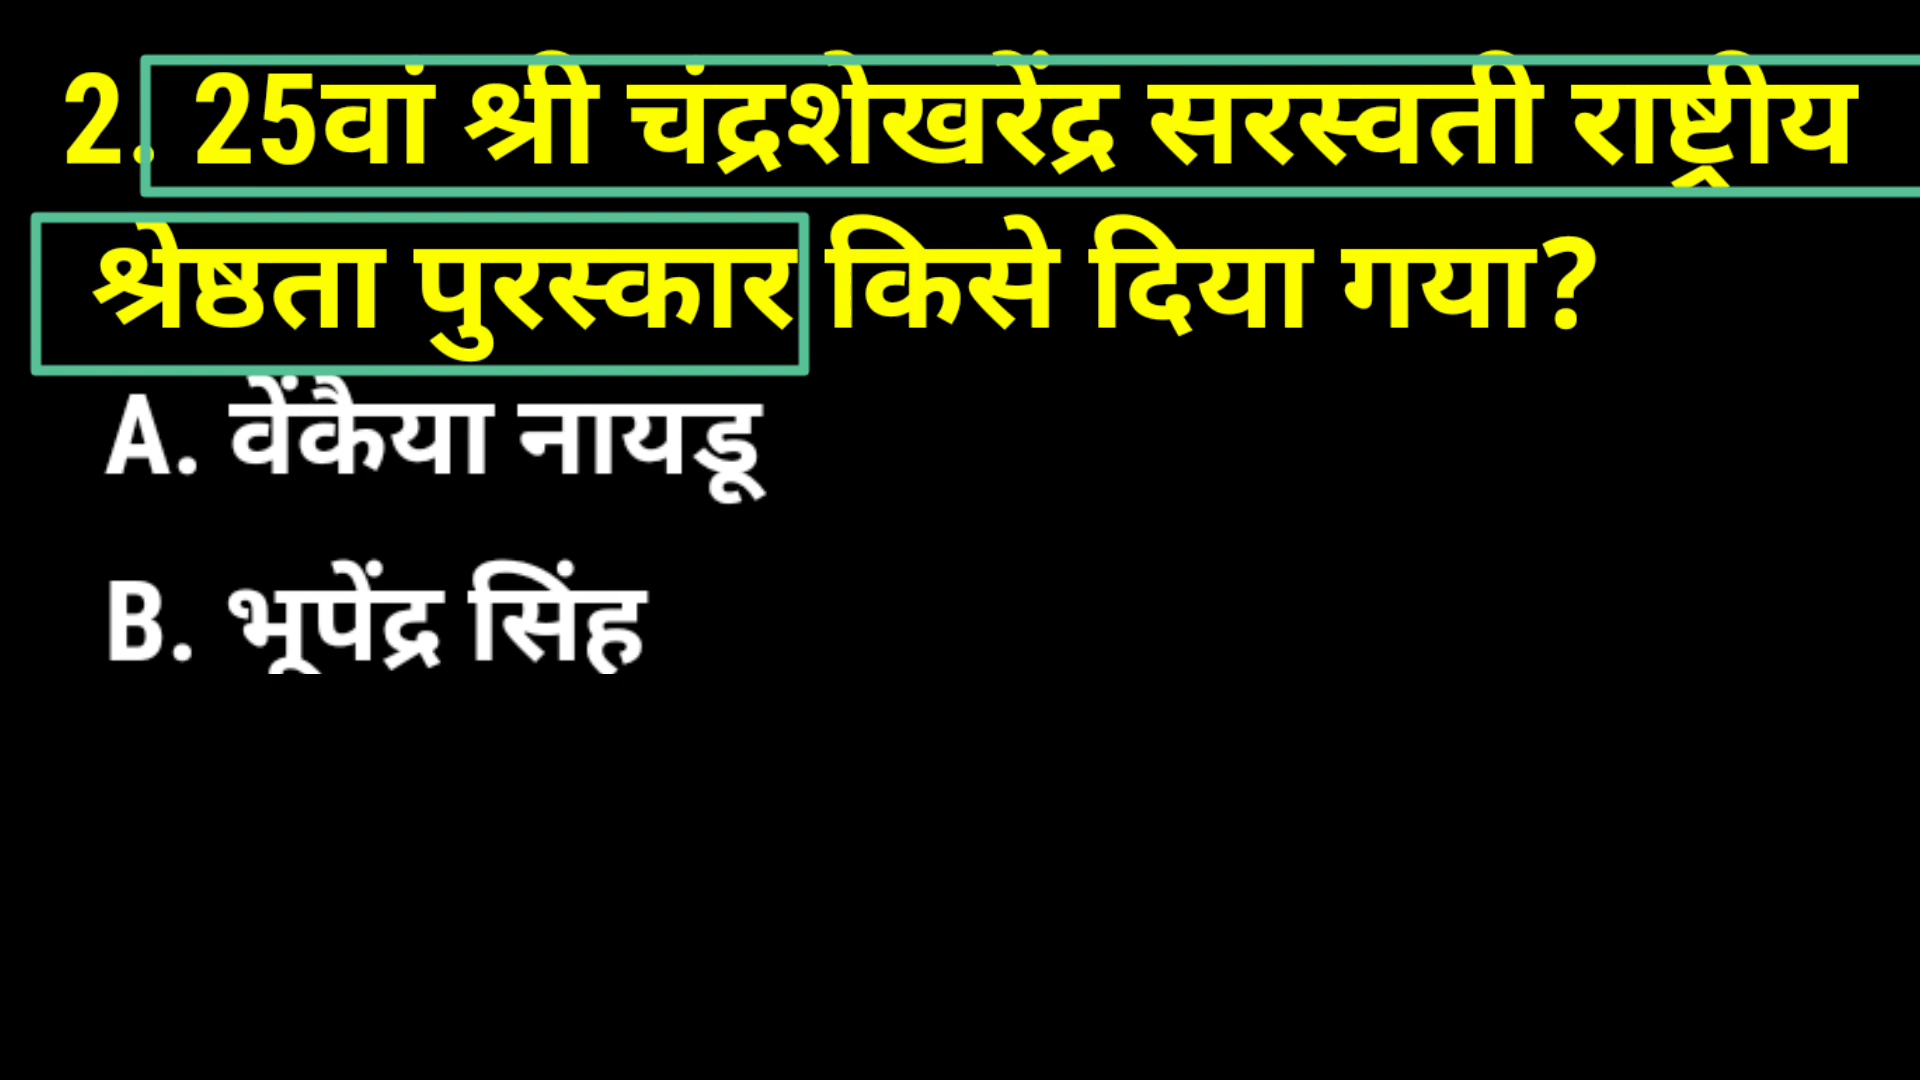 2. 25वां श्री चंद्रशेखरेंद्र सरस्वती राष्ट्रीय
श्रेष्ठता पुरस्कार किसे दिया गया?
A. वेंकैया नायडू
B. भूपेंद्र सिंह